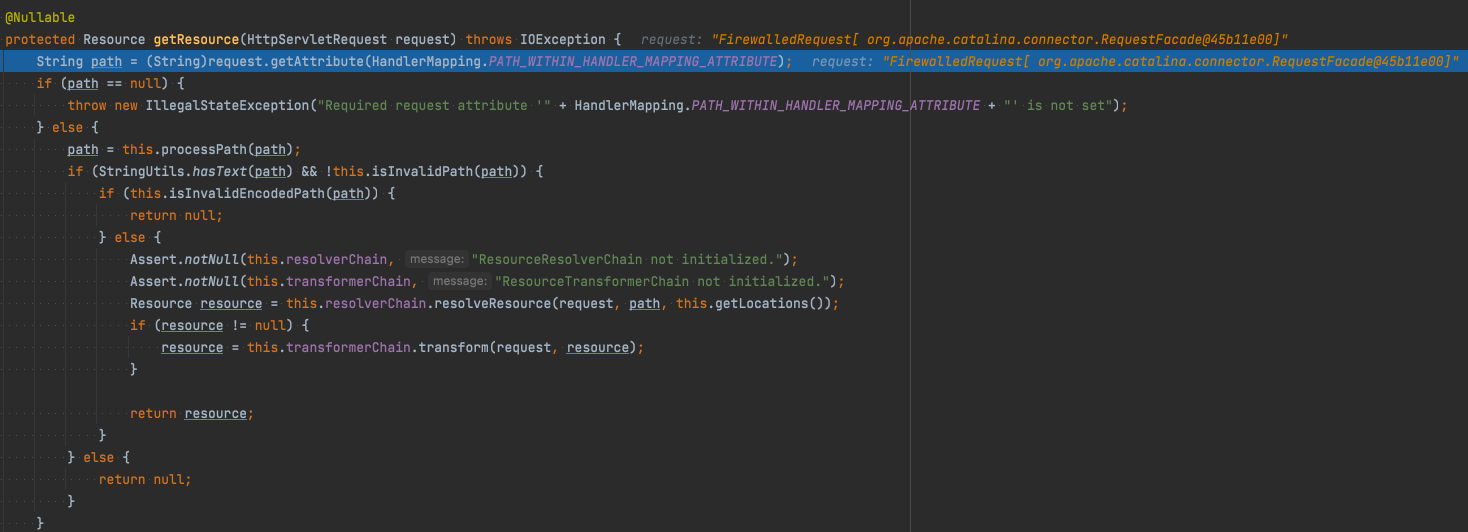 @Nullable
protected Resource getResource(HttpServletRequest request) throws IOException {   request: "FirewalledRequest[ org.apache.catalina.connector.RequestFacade@45b11e00]"
    String path = (String)request.getAttribute(HandlerMapping.PATH_WITHIN_HANDLER_MAPPING_ATTRIBUTE);   request: "FirewalledRequest[ org.apache.catalina.connector.RequestFacade@45b11e00]"
    if (path == null) {
        throw new IllegalStateException("Required request attribute '" + HandlerMapping.PATH_WITHIN_HANDLER_MAPPING_ATTRIBUTE + "' is not set");
    } else {
        path = this.processPath(path);
        if (StringUtils.hasText(path) && !this.isInvalidPath(path)) {
            if (this.isInvalidEncodedPath(path)) {
                return null;
            } else {
                Assert.notNull(this.resolverChain, message: "ResourceResolverChain not initialized.");
                Assert.notNull(this.transformerChain, message: "ResourceTransformerChain not initialized.");
                Resource resource = this.resolverChain.resolveResource(request, path, this.getLocations());
                if (resource != null) {
                    resource = this.transformerChain.transform(request, resource);
                }
                return resource;
            }
        } else {
            return null;
        }
    }